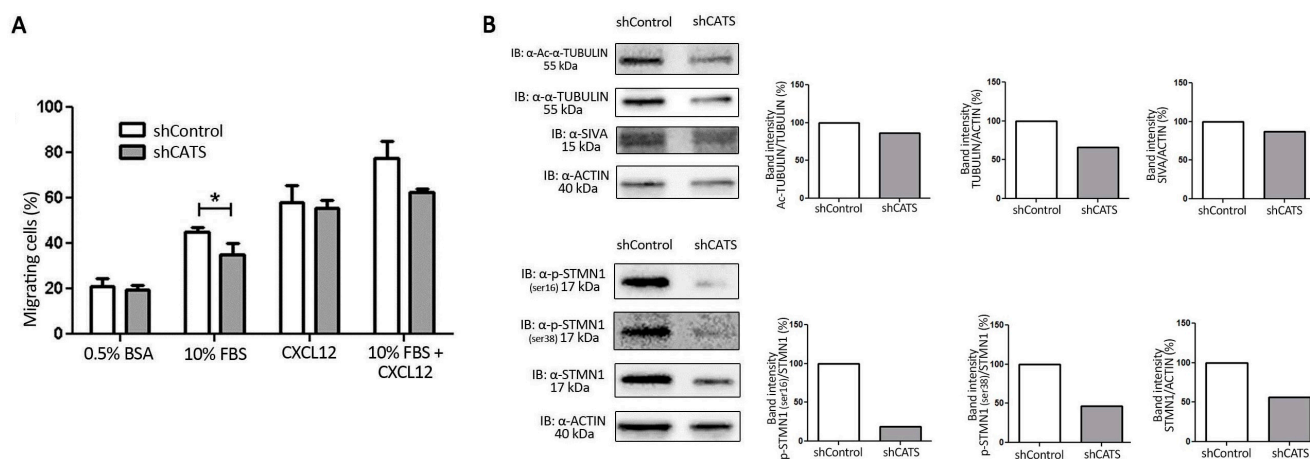 A
Migrating cells (%)
100
80
60
40
20
0
shControl
shCATS
*
0.5% BSA
10% FBS
CXCL12
10% FBS +
CXCL12
B
shControl
shCATS
IB: α-Ac-α-TUBULIN
55 kDa
IB: α-α-TUBULIN
55 kDa
IB: α-SIVA
15 kDa
IB: α-ACTIN
40 kDa
Band intensity
Ac-TUBULIN/TUBULIN (%)
150
100
50
0
shControl
shCATS
Band intensity
TUBULIN/ACTIN (%)
150
100
50
0
shControl
shCATS
Band intensity
SIVA/ACTIN (%)
150
100
50
0
shControl
shCATS
shControl
shCATS
IB: α-p-STMN1
(ser16) 17 kDa
IB: α-p-STMN1
(ser38) 17 kDa
IB: α-STMN1
17 kDa
IB: α-ACTIN
40 kDa
Band intensity
p-STMN1 (ser16)/STMN1 (%)
150
100
50
0
shControl
shCATS
Band intensity
p-STMN1 (ser38)/STMN1 (%)
150
100
50
0
shControl
shCATS
Band intensity
STMN1/ACTIN (%)
150
100
50
0
shControl
shCATS